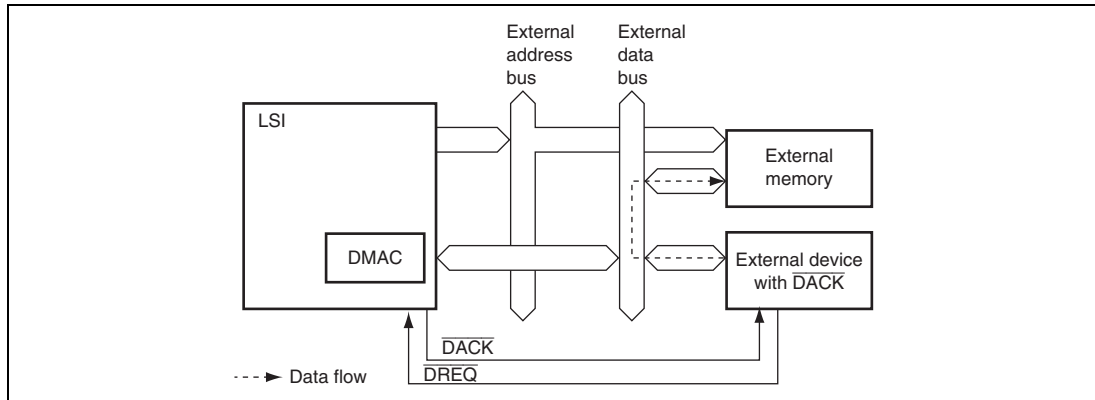 External
address
bus
External
data
bus
LSI
External
memory
DMAC
External device
with DACK
DACK
DREQ
Data flow